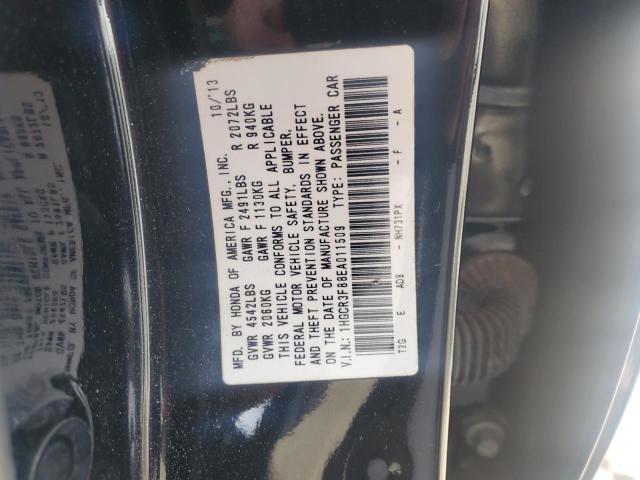 MFD. BY HONDA OF AMERICA MFG., INC. 10/'13
GVWR 4542LBS GAWR F 2491LBS R 2072LBS
GVWR 2060KG GAWR F 1130KG R 940KG
THIS VEHICLE CONFORMS TO ALL APPLICABLE
FEDERAL MOTOR VEHICLE SAFETY, BUMPER,
AND THEFT PREVENTION STANDARDS IN EFFECT
ON THE DATE OF MANUFACTURE SHOWN ABOVE.
V.I.N.: 1HGCR3F88EA011509 TYPE: PASSENGER CAR
T2G E AD8 - NH731PX - F - A